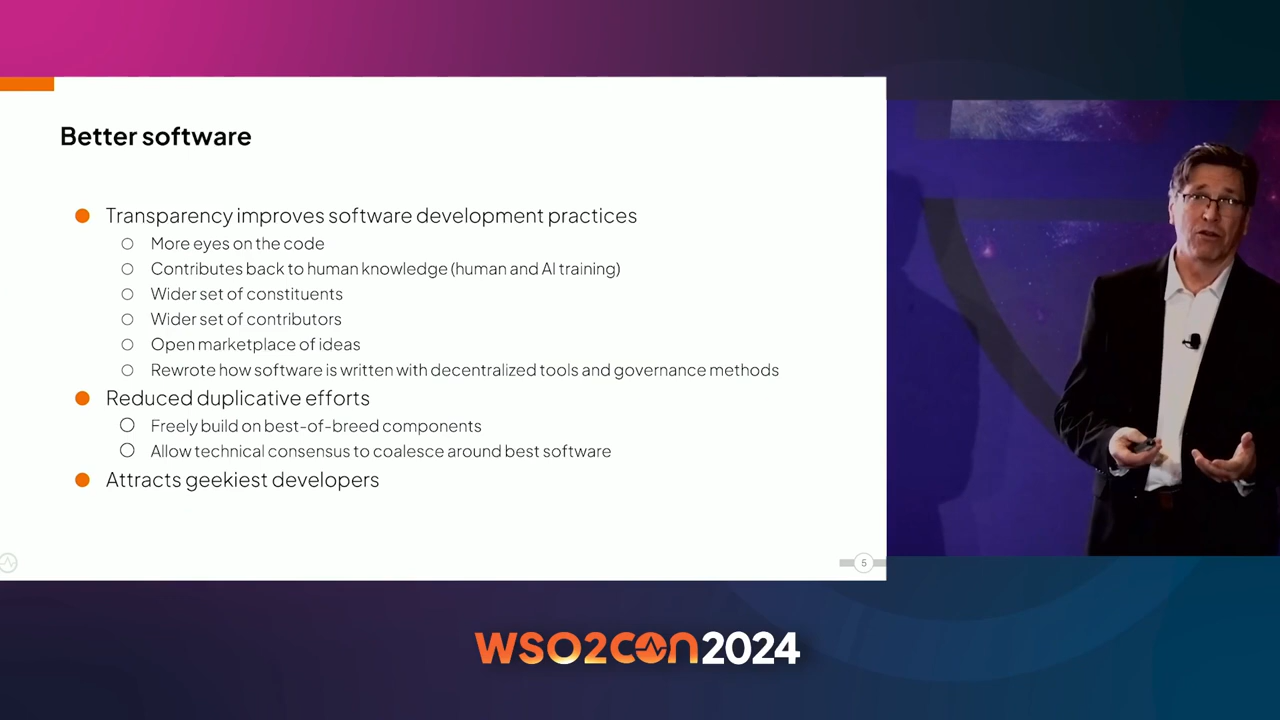 Better software
Transparency improves software development practices
More eyes on the code
Contributes back to human knowledge (human and AI training)
Wider set of constituents
Wider set of contributors
Open marketplace of ideas
Rewrote how software is written with decentralized tools and governance methods
Reduced duplicative efforts
Freely build on best-of-breed components
Allow technical consensus to coalesce around best software
Attracts geekiest developers
5
WSO2CON2024